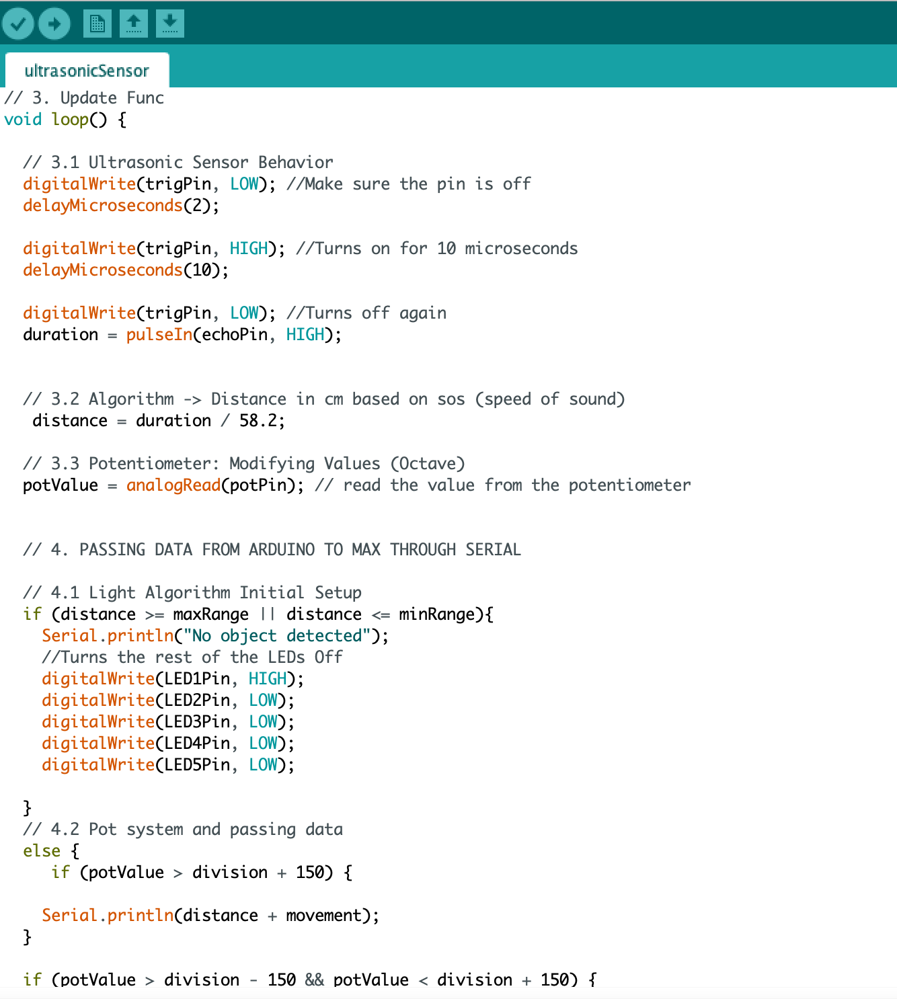 ultrasonicSensor
// 3. Update Func
void loop() {
// 3.1 Ultrasonic Sensor Behavior
digitalWrite(trigPin, LOW); //Make sure the pin is off
delayMicroseconds(2);
digitalWrite(trigPin, HIGH); //Turns on for 10 microseconds
delayMicroseconds(10);
digitalWrite(trigPin, LOW); //Turns off again
duration = pulseIn(echoPin, HIGH);
// 3.2 Algorithm -> Distance in cm based on sos (speed of sound)
distance = duration / 58.2;
// 3.3 Potentiometer: Modifying Values (Octave)
potValue = analogRead(potPin); // read the value from the potentiometer
// 4. PASSING DATA FROM ARDUINO TO MAX THROUGH SERIAL
// 4.1 Light Algorithm Initial Setup
if (distance >= maxRange || distance <= minRange){
Serial.println("No object detected");
//Turns the rest of the LEDs Off
digitalWrite(LED1Pin, HIGH);
digitalWrite(LED2Pin, LOW);
digitalWrite(LED3Pin, LOW);
digitalWrite(LED4Pin, LOW);
digitalWrite(LED5Pin, LOW);
}
// 4.2 Pot system and passing data
else {
if (potValue > division + 150) {
Serial.println(distance + movement);
}
if (potValue > division - 150 && potValue < division + 150) {